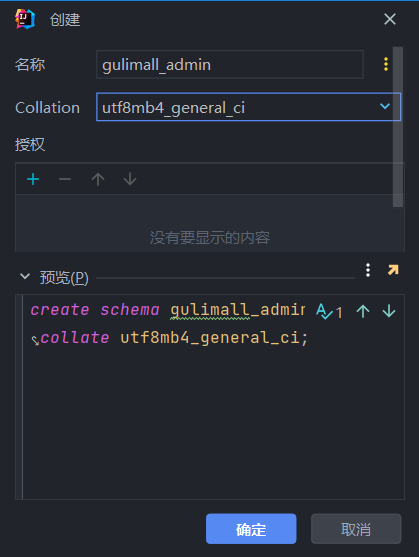 创建
名称 gulimall_admin
Collation utf8mb4_general_ci
授权
没有要显示的内容
预览(P)
create schema gulimall_admin 1
collate utf8mb4_general_ci;
确定 取消